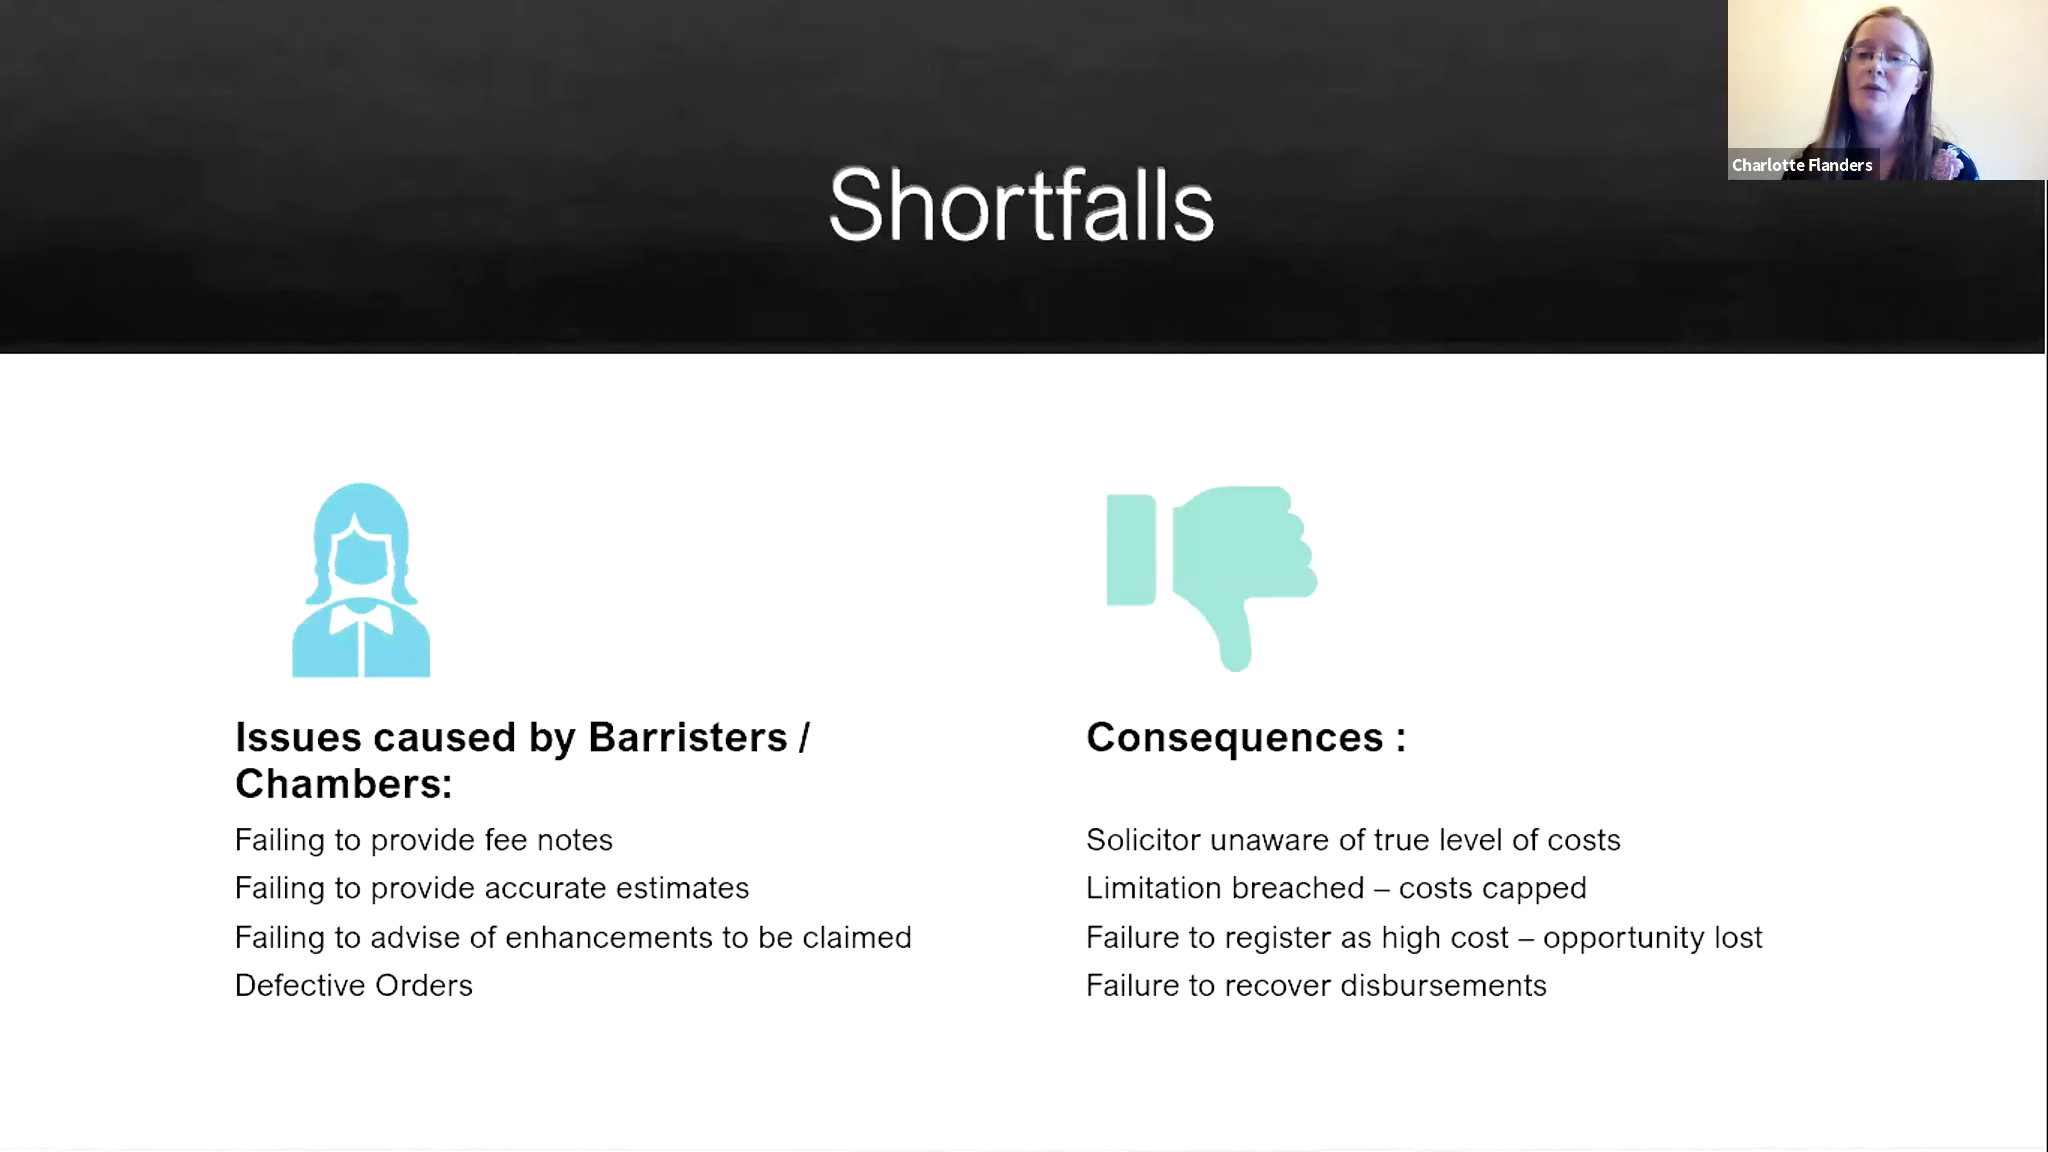 Charlotte Flanders
Shortfalls
Issues caused by Barristers /
Chambers:
Failing to provide fee notes
Failing to provide accurate estimates
Failing to advise of enhancements to be claimed
Defective Orders
Consequences :
Solicitor unaware of true level of costs
Limitation breached – costs capped
Failure to register as high cost – opportunity lost
Failure to recover disbursements